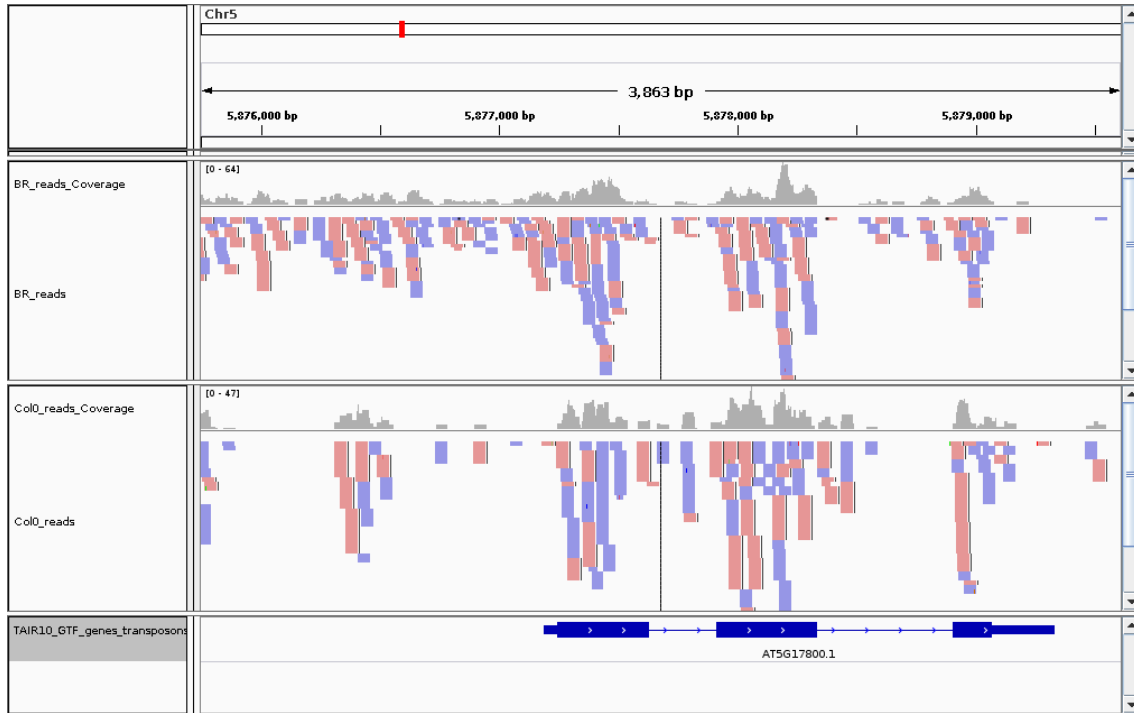 Chr5
3,863 bp
5,876,000 bp 5,877,000 bp 5,878,000 bp 5,879,000 bp
[0 - 64]
BR_reads_Coverage
BR_reads
[0 - 47]
Col0_reads_Coverage
Col0_reads
TAIR10_GTF_genes_transposons
AT5G17800.1